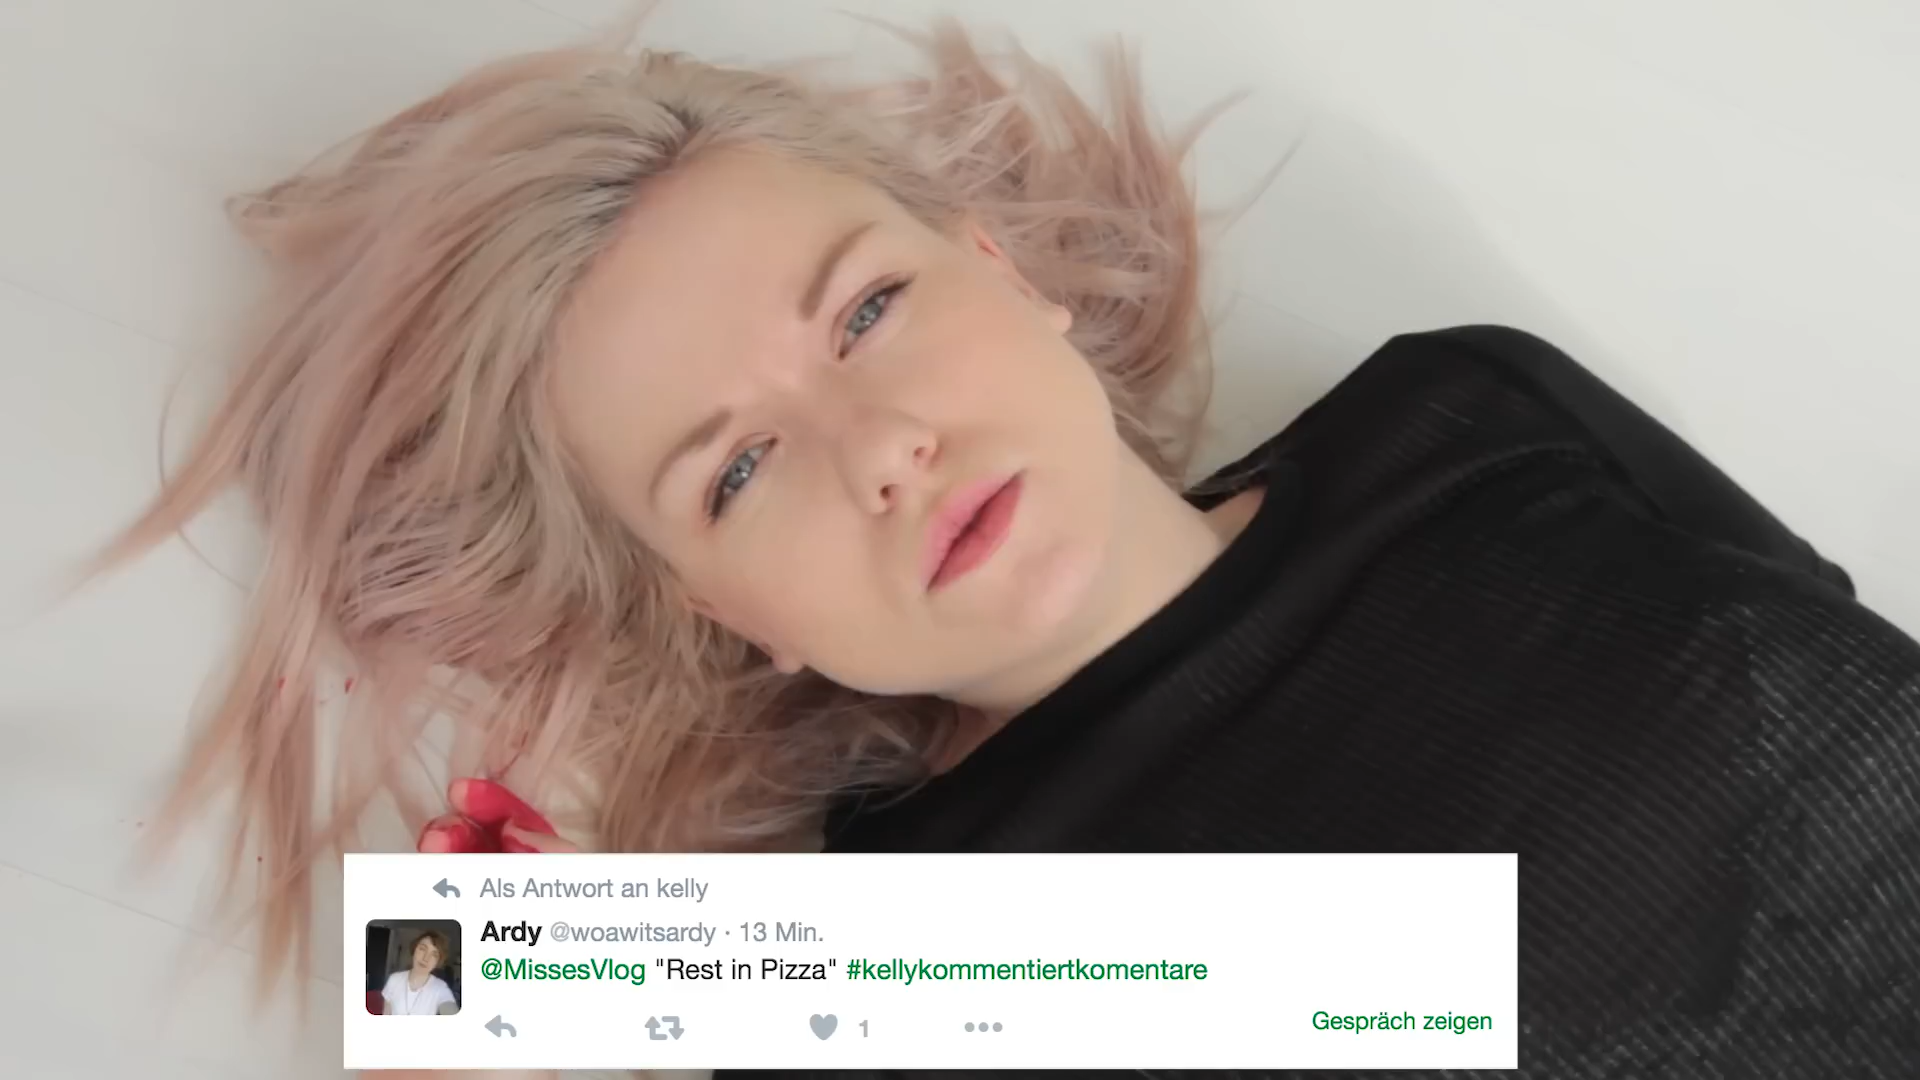 Als Antwort an kelly
Ardy @woawitsardy · 13 Min.
@MissesVlog "Rest in Pizza" #kellykommentiertkomentare
1
Gespräch zeigen